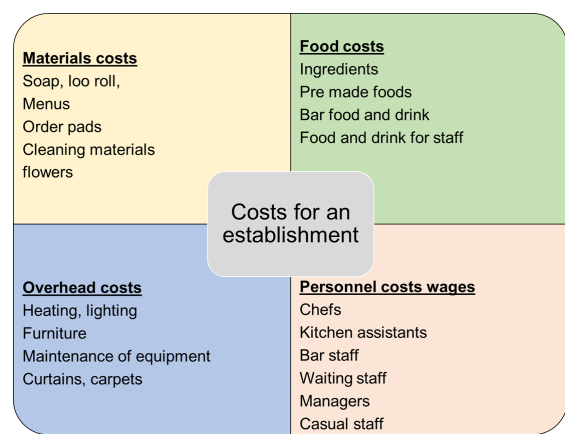 Materials costs
Soap, loo roll,
Menus
Order pads
Cleaning materials
flowers
Food costs
Ingredients
Pre made foods
Bar food and drink
Food and drink for staff
Costs for an
establishment
Overhead costs
Heating, lighting
Furniture
Maintenance of equipment
Curtains, carpets
Personnel costs wages
Chefs
Kitchen assistants
Bar staff
Waiting staff
Managers
Casual staff